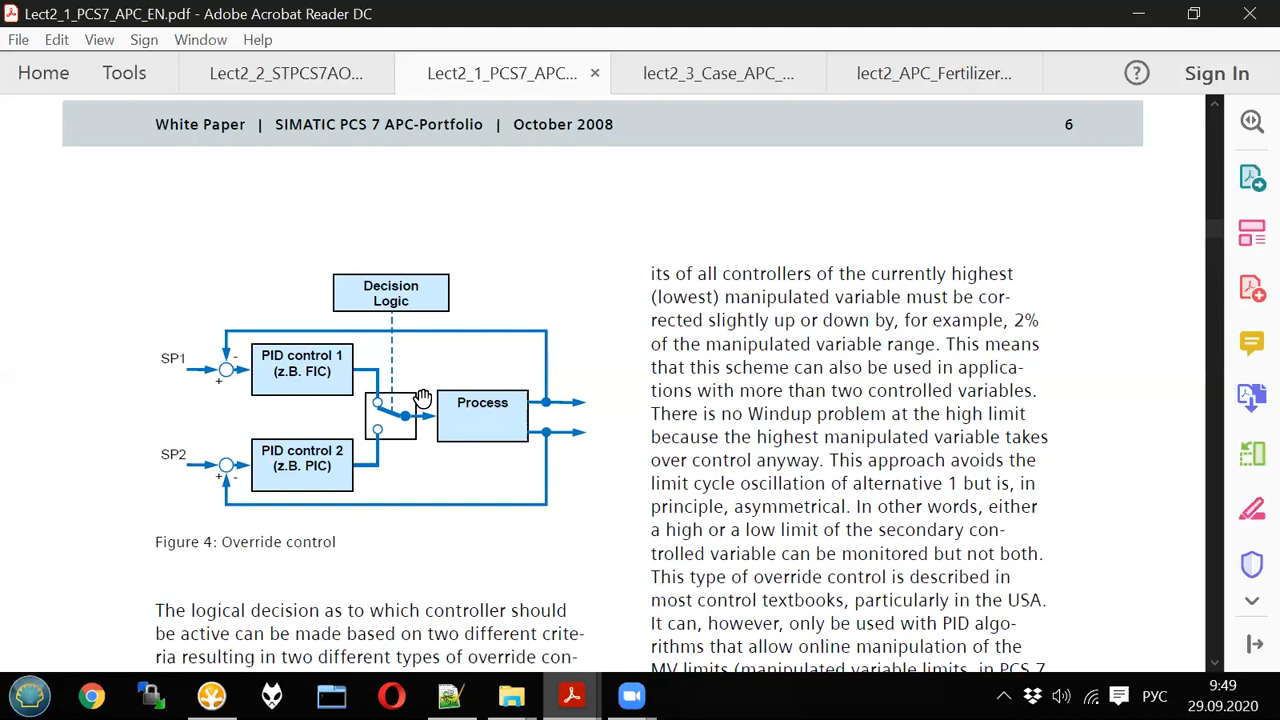 Lect2_1_PCS7_APC_EN.pdf - Adobe Acrobat Reader DC
File Edit View Sign Window Help
Home Tools Lect2_2_STPCS7AO... Lect2_1_PCS7_APC... lect2_3_Case_APC_... lect2_APC_Fertilizer... Sign In
White Paper | SIMATIC PCS 7 APC-Portfolio | October 2008 6
Decision
Logic
SP1
-
+
PID control 1
(z.B. FIC)
Process
SP2
+
-
PID control 2
(z.B. PIC)
Figure 4: Override control
The logical decision as to which controller should
be active can be made based on two different crite-
ria resulting in two different types of override con-
its of all controllers of the currently highest
(lowest) manipulated variable must be cor-
rected slightly up or down by, for example, 2%
of the manipulated variable range. This means
that this scheme can also be used in applica-
tions with more than two controlled variables.
There is no Windup problem at the high limit
because the highest manipulated variable takes
over control anyway. This approach avoids the
limit cycle oscillation of alternative 1 but is, in
principle, asymmetrical. In other words, either
a high or a low limit of the secondary con-
trolled variable can be monitored but not both.
This type of override control is described in
most control textbooks, particularly in the USA.
It can, however, only be used with PID algo-
rithms that allow online manipulation of the
MV limits (manipulated variable limits, in PCS 7
РУС
9:49
29.09.2020